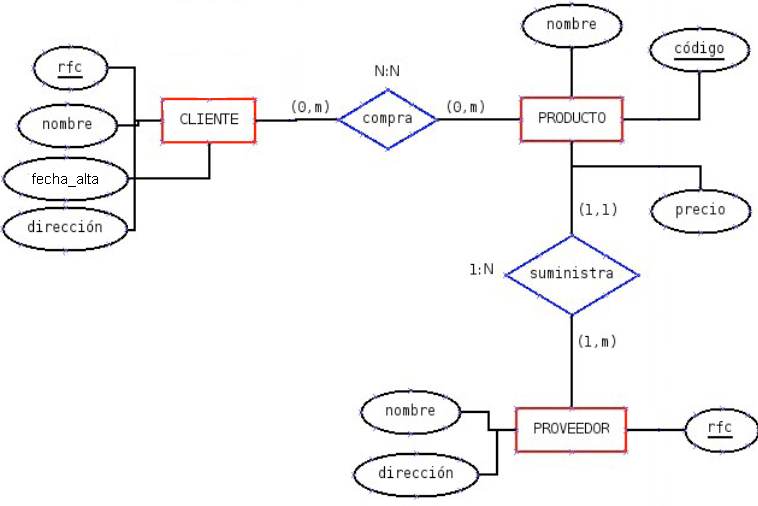 nombre
código
rfc
N:N
nombre
CLIENTE
(0,m)
compra
(0,m)
PRODUCTO
fecha_alta
dirección
(1,1)
precio
1:N
suministra
(1,m)
nombre
PROVEEDOR
rfc
dirección